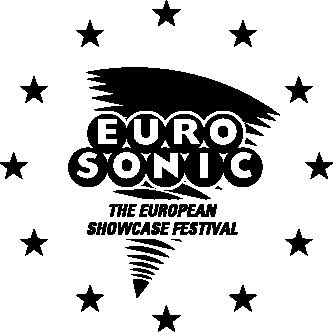 EURO
SONIC
THE EUROPEAN
SHOWCASE FESTIVAL